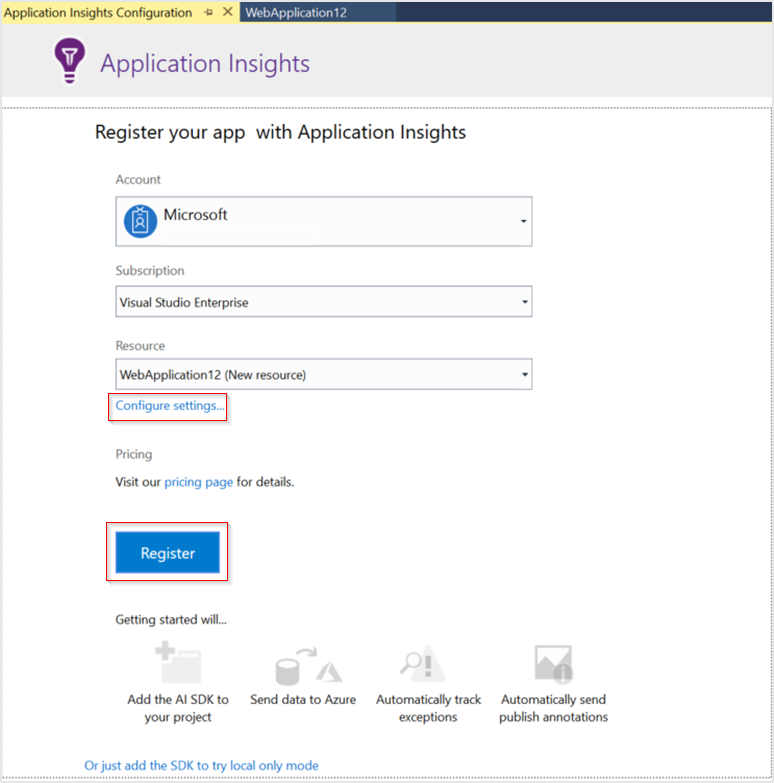 Application Insights Configuration
WebApplication12
Application Insights
Register your app with Application Insights
Account
Microsoft
Subscription
Visual Studio Enterprise
Resource
WebApplication12 (New resource)
Configure settings...
Pricing
Visit our pricing page for details.
Register
Getting started will...
Add the AI SDK to
your project
Send data to Azure
Automatically track
exceptions
Automatically send
publish annotations
Or just add the SDK to try local only mode